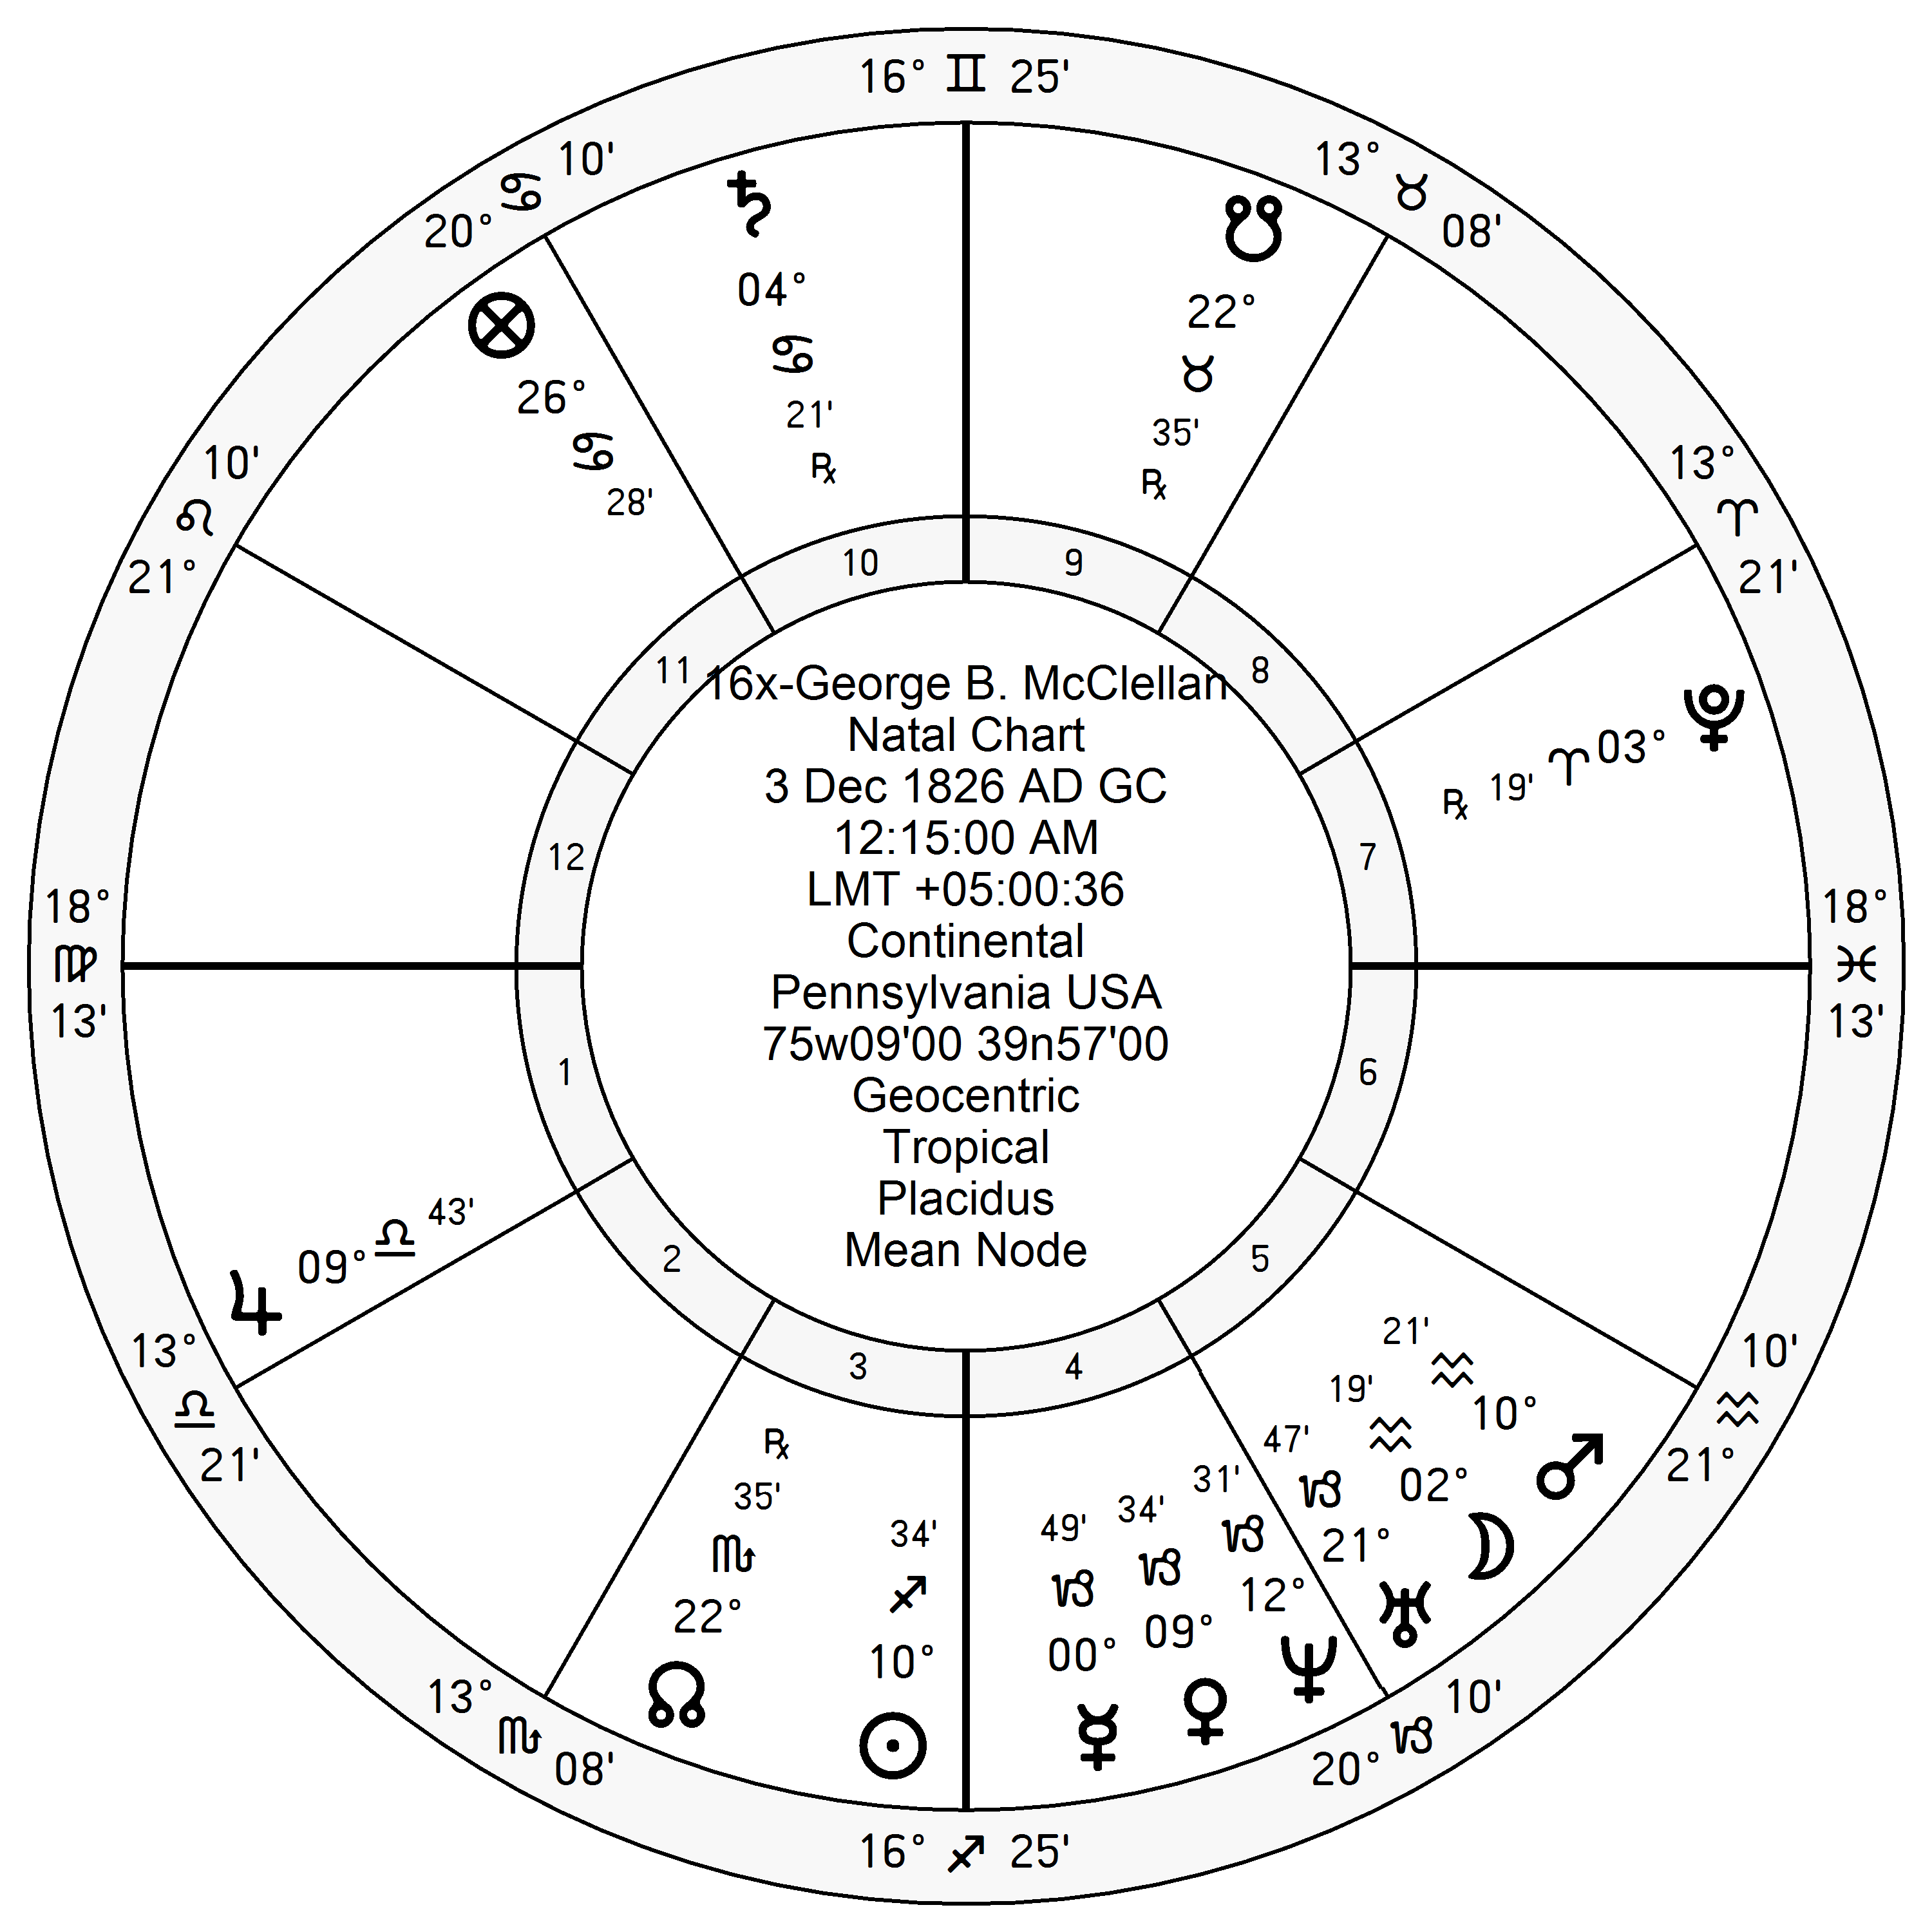 16° ♊ 25'
20° ♋ 10'
13° ♉ 08'
♄ 04° ♋ 21' ℞
☋ 22° ♉ 35' ℞
⊗ 26° ♋ 28'
21° ♌ 10'
13° ♈ 21'
10
9
11
8
12
7
1
6
2
5
3
4
♇ 03° ♈ 19' ℞
18° ♍ 13'
18° ♓ 13'
16x-George B. McClellan
Natal Chart
3 Dec 1826 AD GC
12:15:00 AM
LMT +05:00:36
Continental
Pennsylvania USA
75w09'00 39n57'00
Geocentric
Tropical
Placidus
Mean Node
♃ 09° ♎ 43'
13° ♎ 21'
21° ♒ 10'
♂ 10° ♒ 21'
☽ 02° ♒ 19'
♅ 21° ♑ 47'
♆ 12° ♑ 31'
♀ 09° ♑ 34'
☿ 00° ♑ 49'
☉ 10° ♐ 34'
☊ 22° ♏ 35' ℞
13° ♏ 08'
20° ♑ 10'
16° ♐ 25'